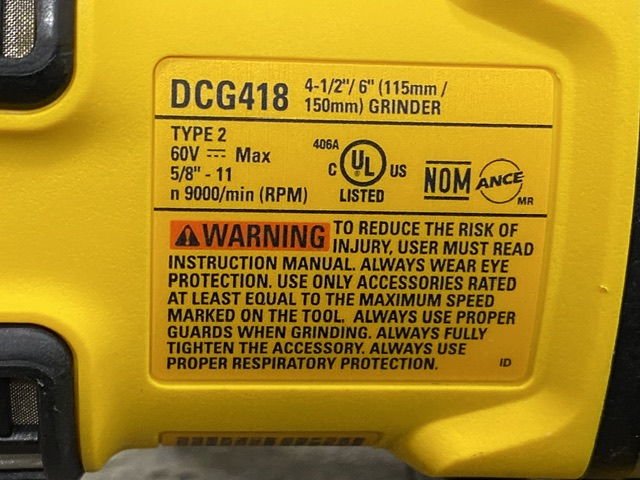 DCG418 4-1/2"/ 6" (115mm /
150mm) GRINDER
TYPE 2
60V ⎓ Max
5/8" - 11
n 9000/min (RPM)
406A
C UL US
LISTED
NOM
ANCE
MR
WARNING TO REDUCE THE RISK OF
INJURY, USER MUST READ
INSTRUCTION MANUAL. ALWAYS WEAR EYE
PROTECTION. USE ONLY ACCESSORIES RATED
AT LEAST EQUAL TO THE MAXIMUM SPEED
MARKED ON THE TOOL. ALWAYS USE PROPER
GUARDS WHEN GRINDING. ALWAYS FULLY
TIGHTEN THE ACCESSORY. ALWAYS USE
PROPER RESPIRATORY PROTECTION.
ID